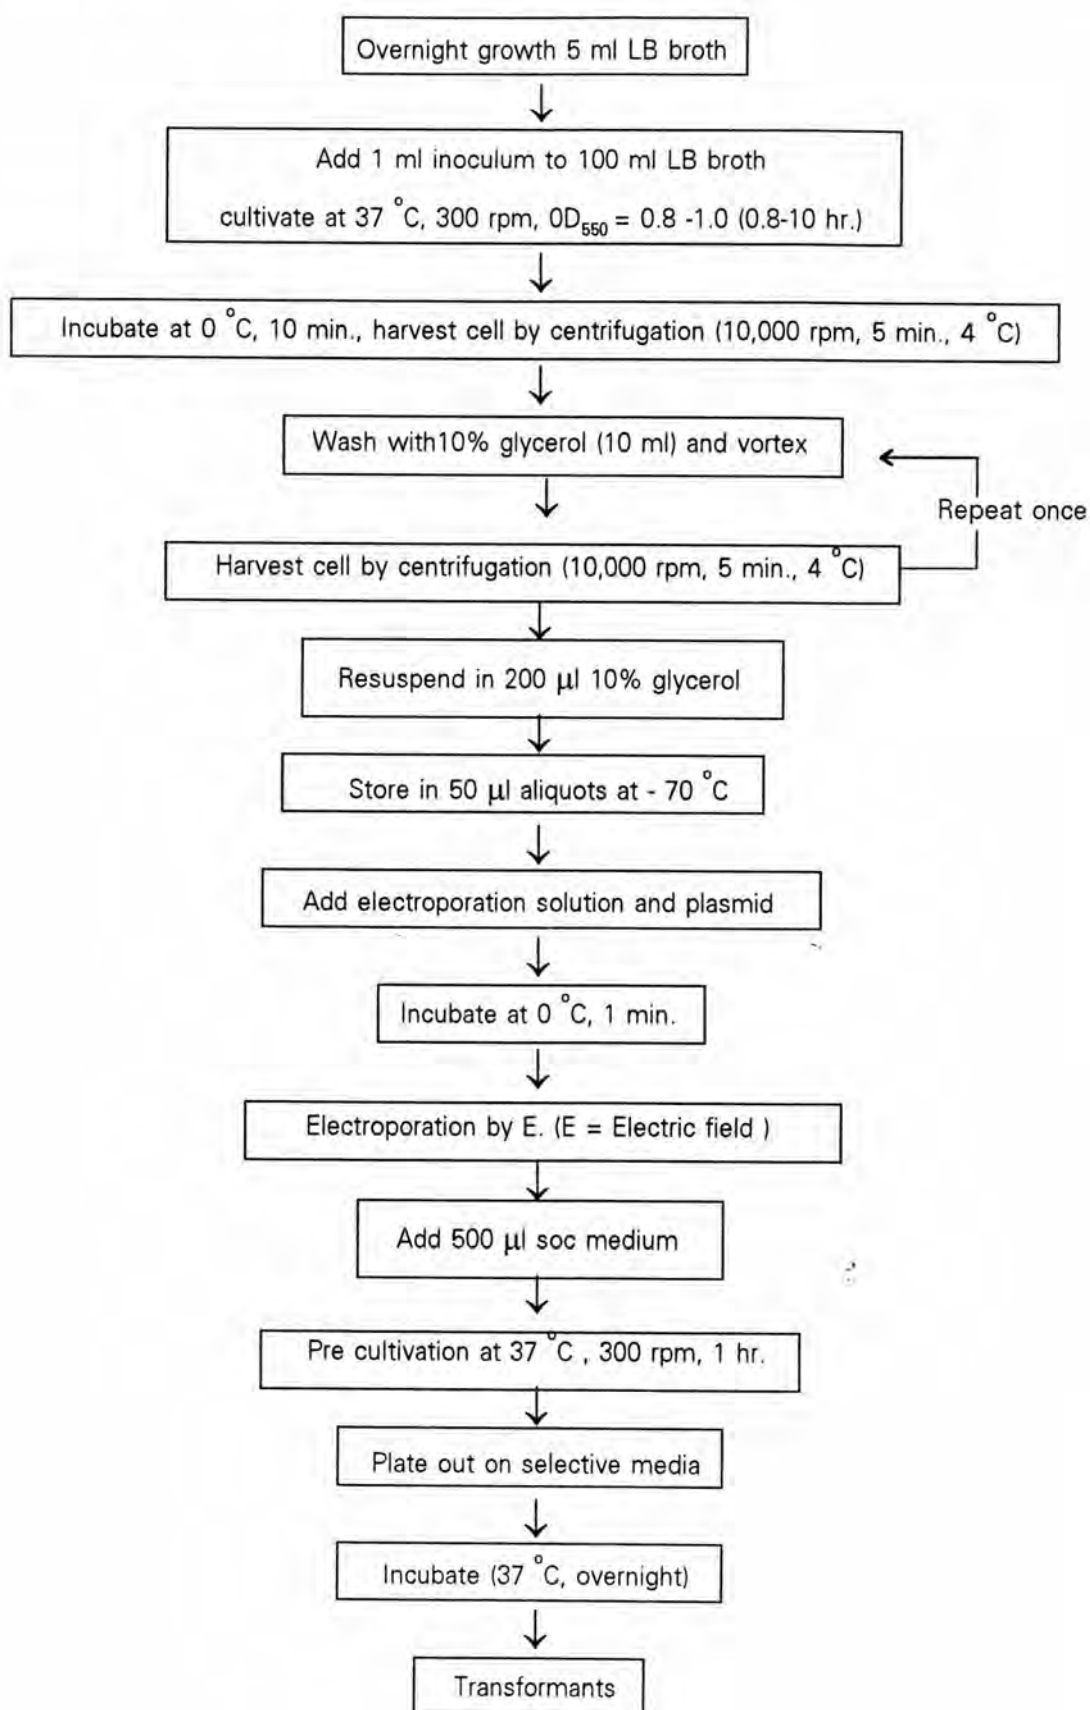 Overnight growth 5 ml LB broth
Add 1 ml inoculum to 100 ml LB broth
cultivate at 37 °C, 300 rpm, OD₅₅₀ = 0.8 -1.0 (0.8-10 hr.)
Incubate at 0 °C, 10 min., harvest cell by centrifugation (10,000 rpm, 5 min., 4 °C)
Wash with10% glycerol (10 ml) and vortex
Repeat once
Harvest cell by centrifugation (10,000 rpm, 5 min., 4 °C)
Resuspend in 200 µl 10% glycerol
Store in 50 µl aliquots at - 70 °C
Add electroporation solution and plasmid
Incubate at 0 °C, 1 min.
Electroporation by E. (E = Electric field )
Add 500 µl soc medium
Pre cultivation at 37 °C , 300 rpm, 1 hr.
Plate out on selective media
Incubate (37 °C, overnight)
Transformants